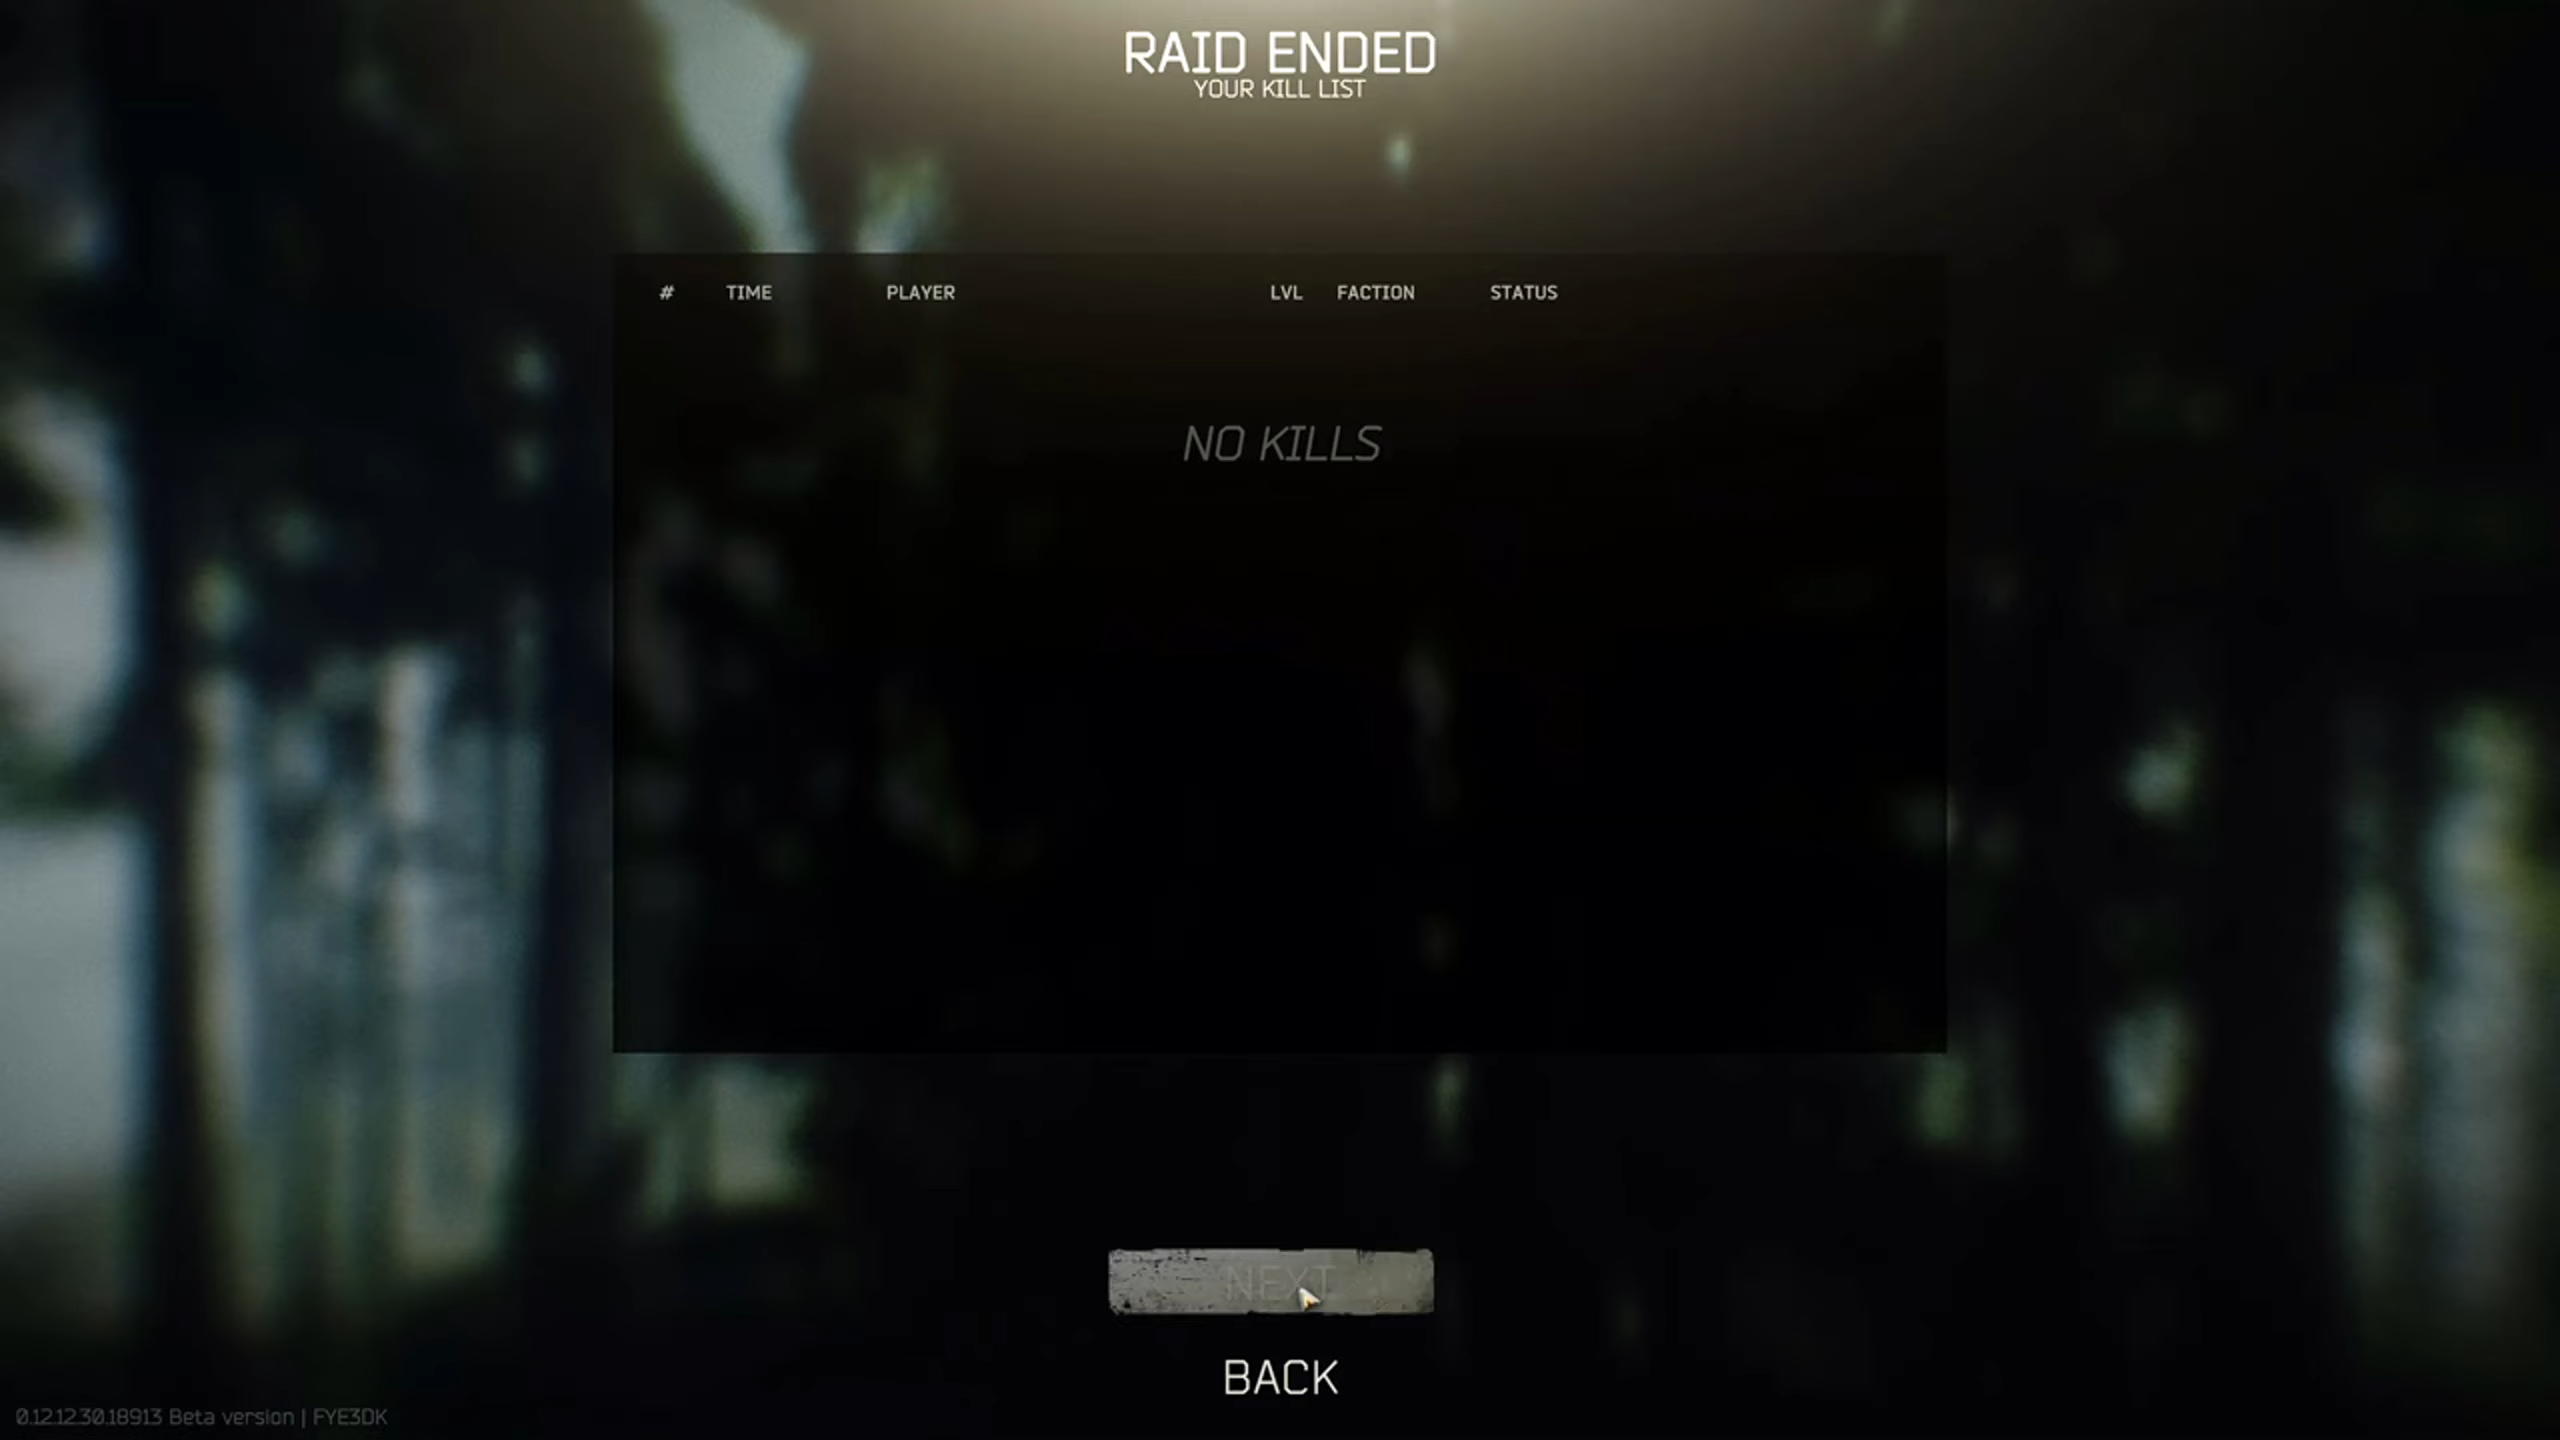 RAID ENDED
YOUR KILL LIST
# TIME PLAYER LVL FACTION STATUS
NO KILLS
NEXT
BACK
0.12.12.30.18913 Beta version | FYE3DK